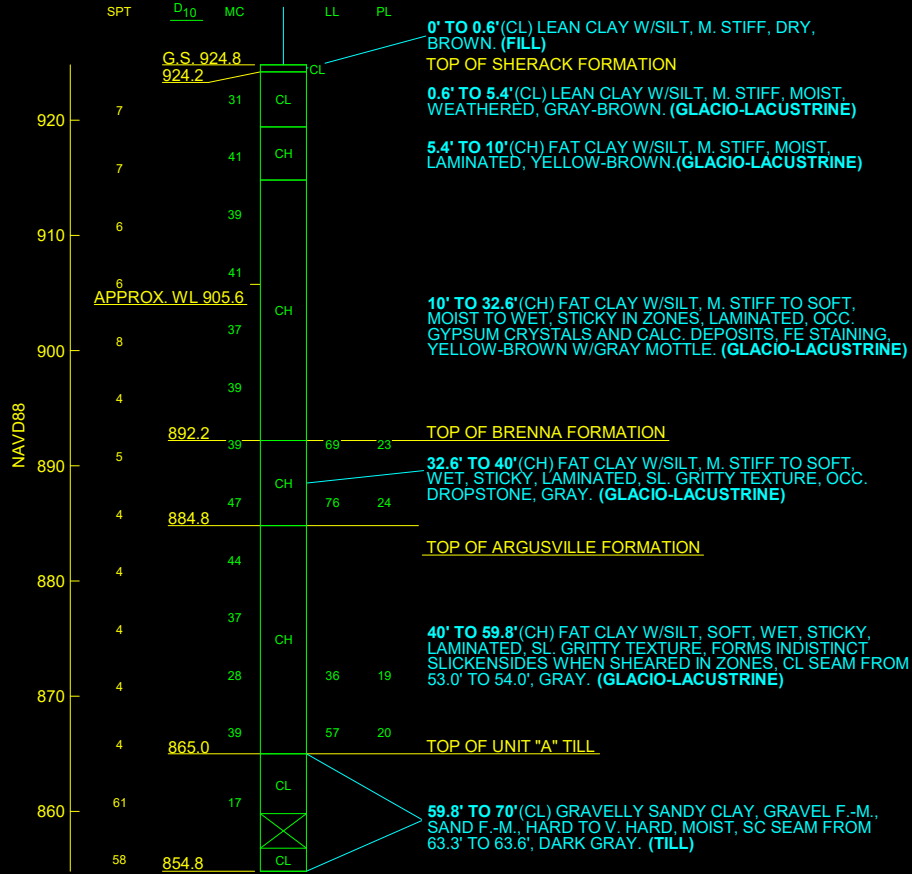 SPT D10 MC LL PL
0' TO 0.6'(CL) LEAN CLAY W/SILT, M. STIFF, DRY,
BROWN. (FILL)
G.S. 924.8
TOP OF SHERACK FORMATION
924.2
CL
0.6' TO 5.4'(CL) LEAN CLAY W/SILT, M. STIFF, MOIST,
WEATHERED, GRAY-BROWN. (GLACIO-LACUSTRINE)
7 31 CL
920
5.4' TO 10'(CH) FAT CLAY W/SILT, M. STIFF, MOIST,
LAMINATED, YELLOW-BROWN.(GLACIO-LACUSTRINE)
7 41 CH
6 39
910
6 41
APPROX. WL 905.6
10' TO 32.6'(CH) FAT CLAY W/SILT, M. STIFF TO SOFT,
MOIST TO WET, STICKY IN ZONES, LAMINATED, OCC.
GYPSUM CRYSTALS AND CALC. DEPOSITS, FE STAINING,
YELLOW-BROWN W/GRAY MOTTLE. (GLACIO-LACUSTRINE)
CH
8 37
900
4 39
NAVD88
892.2
TOP OF BRENNA FORMATION
5 39 69 23
890
32.6' TO 40'(CH) FAT CLAY W/SILT, M. STIFF TO SOFT,
WET, STICKY, LAMINATED, SL. GRITTY TEXTURE, OCC.
DROPSTONE, GRAY. (GLACIO-LACUSTRINE)
CH
4 47 76 24
884.8
TOP OF ARGUSVILLE FORMATION
4 44
880
4 37
CH
40' TO 59.8'(CH) FAT CLAY W/SILT, SOFT, WET, STICKY,
LAMINATED, SL. GRITTY TEXTURE, FORMS INDISTINCT
SLICKENSIDES WHEN SHEARED IN ZONES, CL SEAM FROM
53.0' TO 54.0', GRAY. (GLACIO-LACUSTRINE)
4 28 36 19
870
4 39 57 20
865.0
TOP OF UNIT "A" TILL
CL
61 17
860
59.8' TO 70'(CL) GRAVELLY SANDY CLAY, GRAVEL F.-M.,
SAND F.-M., HARD TO V. HARD, MOIST, SC SEAM FROM
63.3' TO 63.6', DARK GRAY. (TILL)
58 854.8 CL